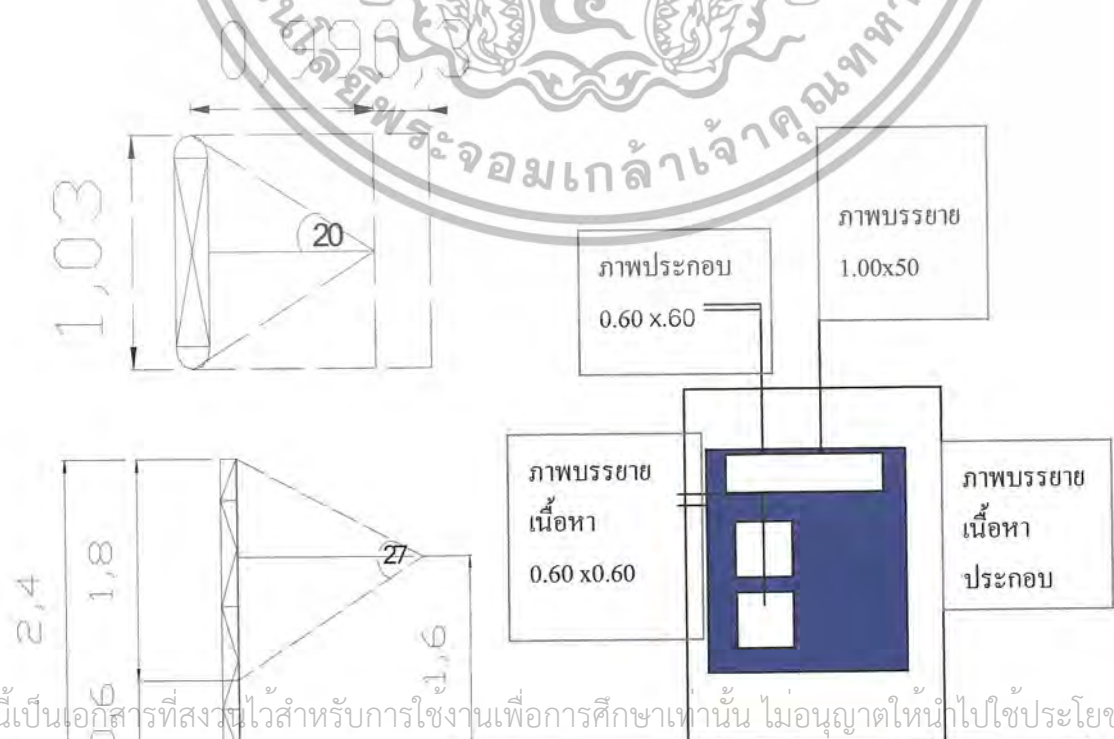 0,990,3
1,03
20
ภาพประกอบ
0.60 x.60
ภาพบรรยาย
1.00x50
2,4
1,8
27
1,6
ภาพบรรยาย
เนื้อหา
0.60 x0.60
ภาพบรรยาย
เนื้อหา
ประกอบ
พระจอมเกล้าเจ้าคุณทหาร
นี้เป็นเอกสารที่สงวนไว้สำหรับการใช้งานเพื่อการศึกษาเท่านั้น ไม่อนุญาตให้นำไปใช้ประโยช